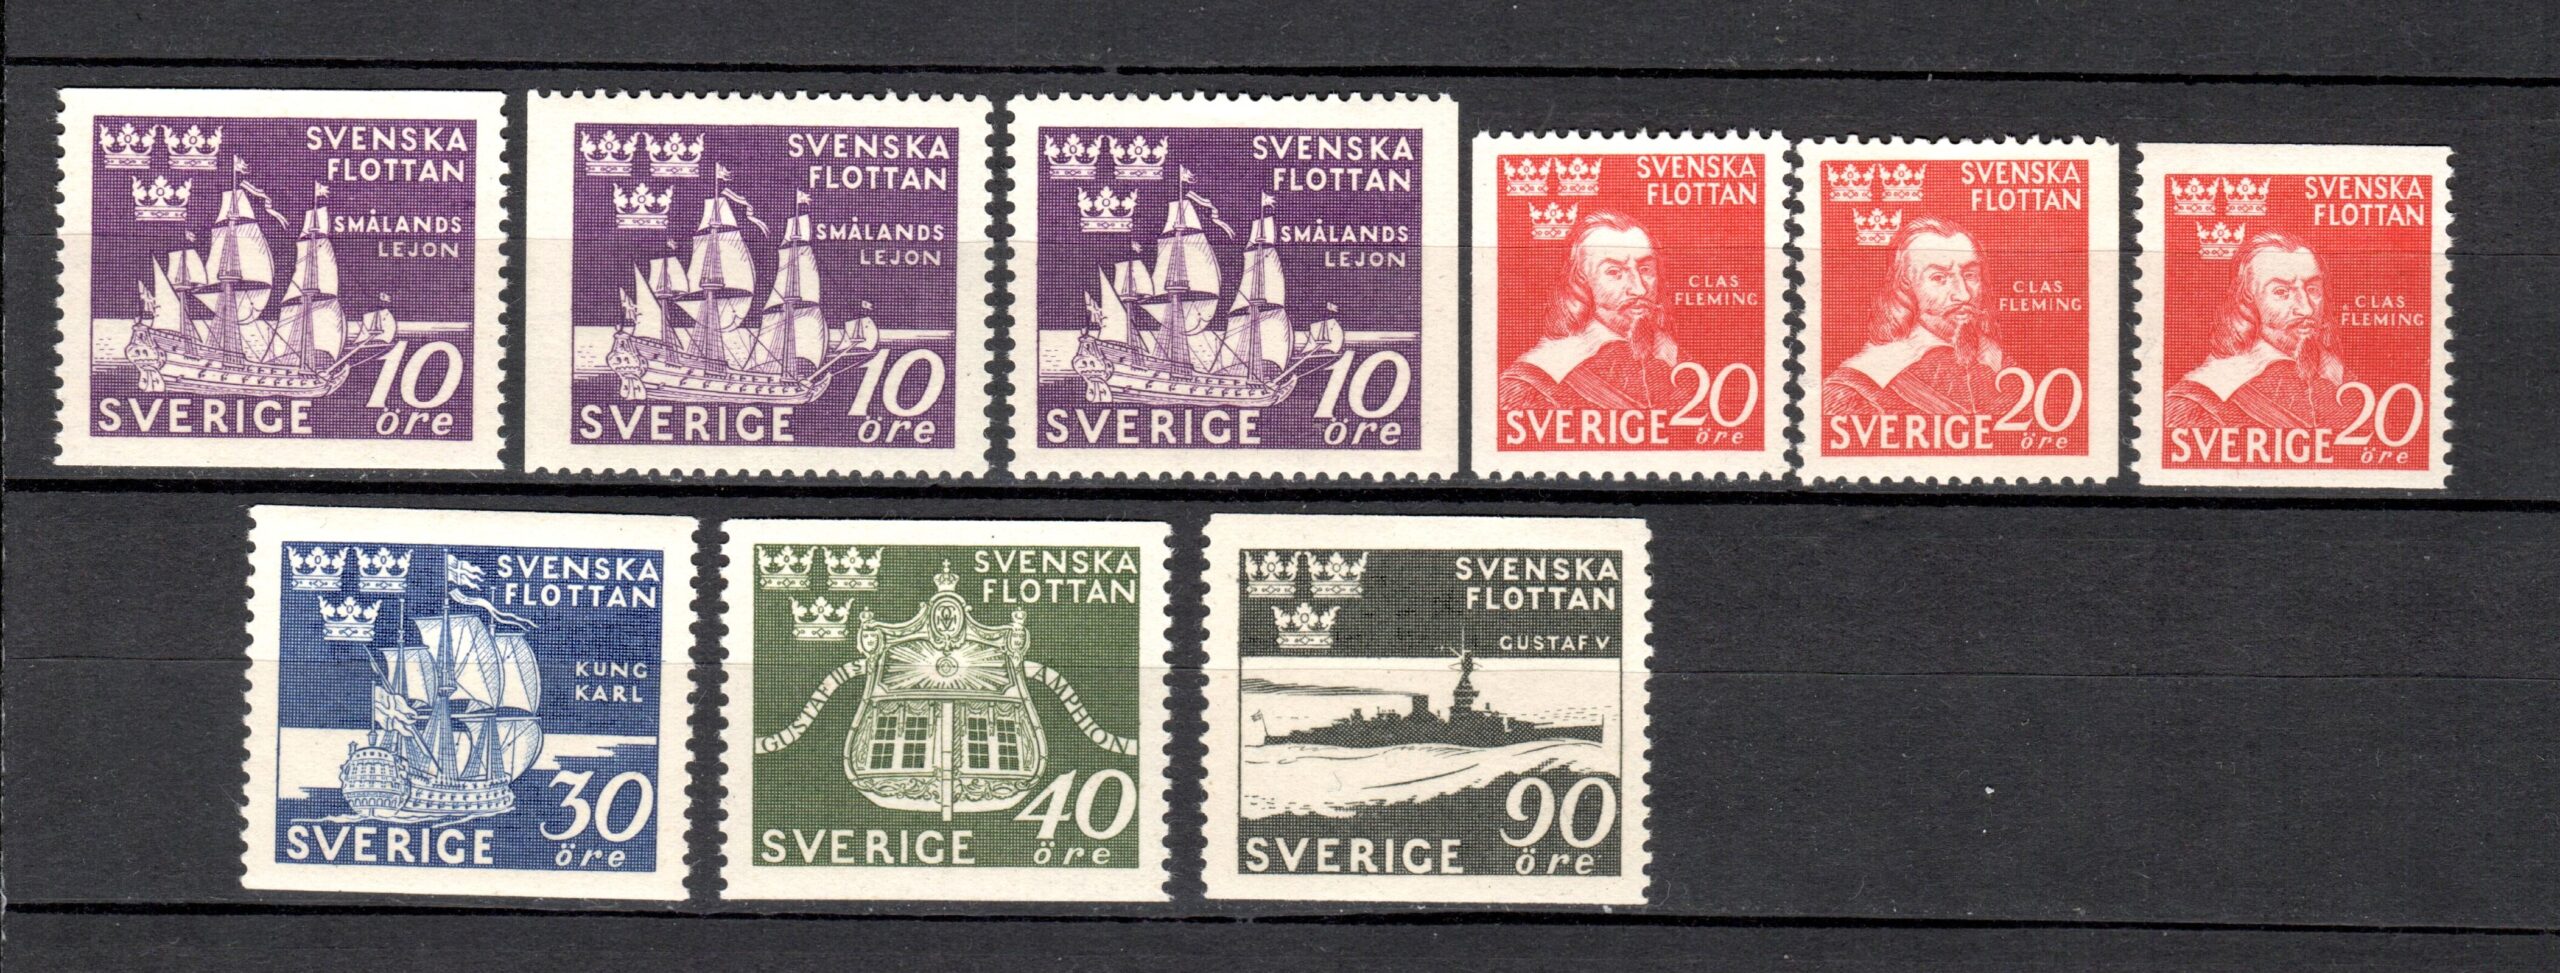 SVENSKA
FLOTTAN
SMÅLANDS
LEJON
10
SVERIGE öre
SVENSKA
FLOTTAN
SMÅLANDS
LEJON
10
SVERIGE öre
SVENSKA
FLOTTAN
SMÅLANDS
LEJON
10
SVERIGE öre
SVENSKA
FLOTTAN
CLAS
FLEMING
20
SVERIGE öre
SVENSKA
FLOTTAN
CLAS
FLEMING
20
SVERIGE öre
SVENSKA
FLOTTAN
CLAS
FLEMING
20
SVERIGE öre
SVENSKA
FLOTTAN
KUNG
KARL
30
SVERIGE öre
SVENSKA
FLOTTAN
GUSTAF III:S AMPHION
40
SVERIGE öre
SVENSKA
FLOTTAN
GUSTAF V
90
SVERIGE öre